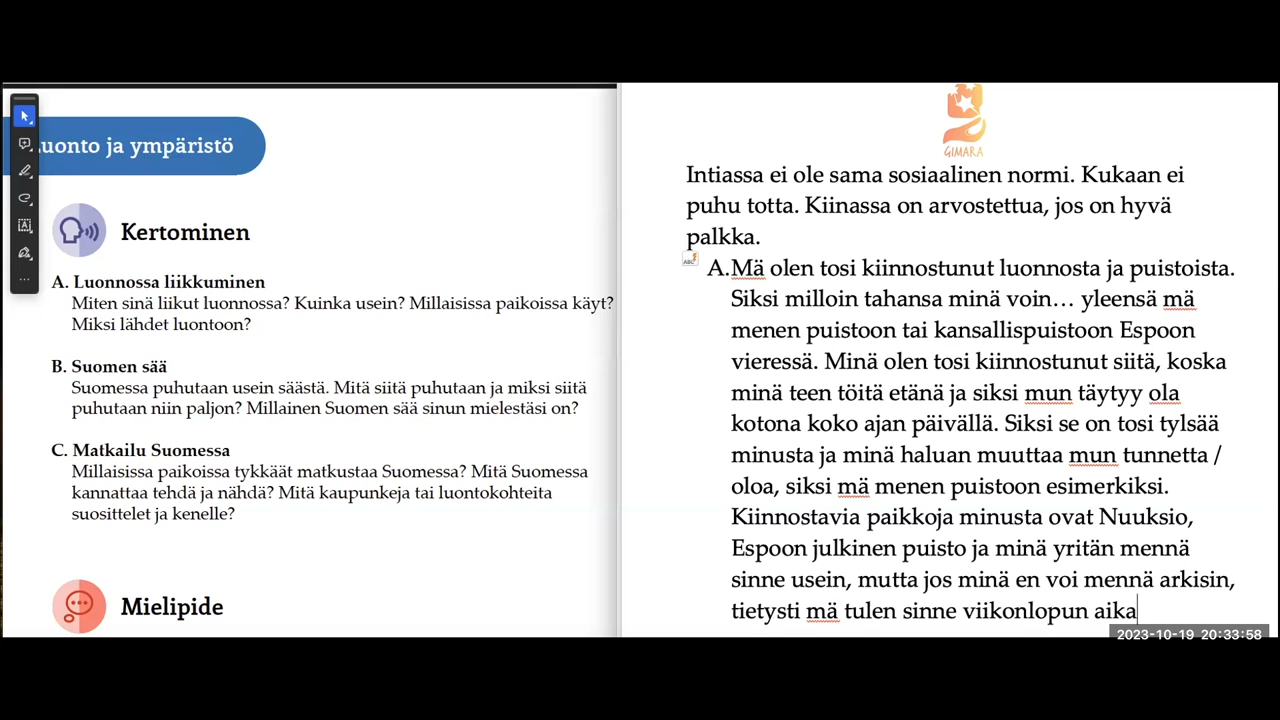 uonto ja ympäristö
Kertominen
A. Luonnossa liikkuminen
Miten sinä liikut luonnossa? Kuinka usein? Millaisissa paikoissa käyt?
Miksi lähdet luontoon?
B. Suomen sää
Suomessa puhutaan usein säästä. Mitä siitä puhutaan ja miksi siitä
puhutaan niin paljon? Millainen Suomen sää sinun mielestäsi on?
C. Matkailu Suomessa
Millaisissa paikoissa tykkäät matkustaa Suomessa? Mitä Suomessa
kannattaa tehdä ja nähdä? Mitä kaupunkeja tai luontokohteita
suosittelet ja kenelle?
Mielipide
GIMARA
Intiassa ei ole sama sosiaalinen normi. Kukaan ei
puhu totta. Kiinassa on arvostettua, jos on hyvä
palkka.
A. Mä olen tosi kiinnostunut luonnosta ja puistoista.
Siksi milloin tahansa minä voin… yleensä mä
menen puistoon tai kansallispuistoon Espoon
vieressä. Minä olen tosi kiinnostunut siitä, koska
minä teen töitä etänä ja siksi mun täytyy ola
kotona koko ajan päivällä. Siksi se on tosi tylsää
minusta ja minä haluan muuttaa mun tunnetta /
oloa, siksi mä menen puistoon esimerkiksi.
Kiinnostavia paikkoja minusta ovat Nuuksio,
Espoon julkinen puisto ja minä yritän mennä
sinne usein, mutta jos minä en voi mennä arkisin,
tietysti mä tulen sinne viikonlopun aika
2023-10-19 20:33:58